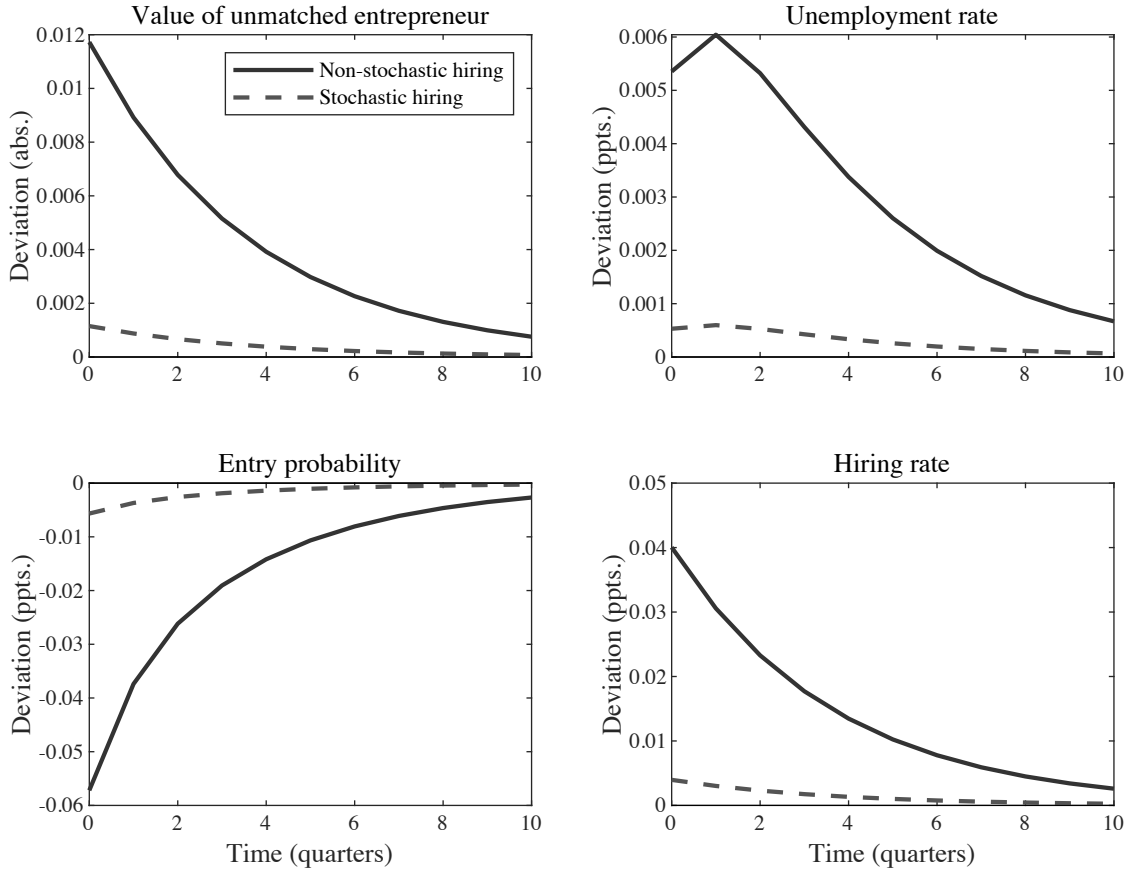 Value of unmatched entrepreneur
Deviation (abs.)
0.012
0.01
0.008
0.006
0.004
0.002
0
0 2 4 6 8 10
Non-stochastic hiring
Stochastic hiring
Unemployment rate
Deviation (ppts.)
0.006
0.005
0.004
0.003
0.002
0.001
0
0 2 4 6 8 10
Entry probability
Deviation (ppts.)
0
-0.01
-0.02
-0.03
-0.04
-0.05
-0.06
0 2 4 6 8 10
Time (quarters)
Hiring rate
Deviation (ppts.)
0.05
0.04
0.03
0.02
0.01
0
0 2 4 6 8 10
Time (quarters)